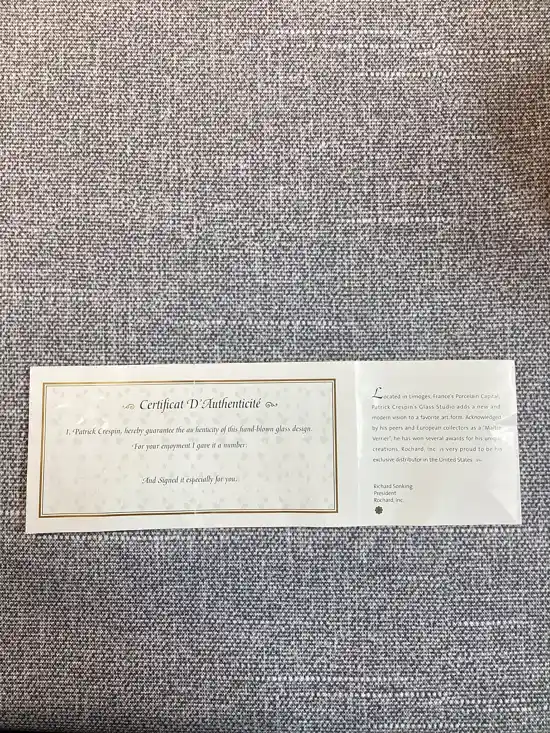 Certificat D'Authenticité
I, Patrick Crespin, hereby guarantee the authenticity of this hand-blown glass design.
For your enjoyment I gave it a number.
And Signed it especially for you.
Located in Limoges, France's Porcelain Capital,
Patrick Crespin's Glass Studio adds a new and
modern vision to a favorite art form. Acknowledged
by his peers and European collectors as a "Maître
Verrier", he has won several awards for his unique
creations. Rochard, Inc. is very proud to be his
exclusive distributor in the United States.
Richard Sonking
President
Rochard, Inc.